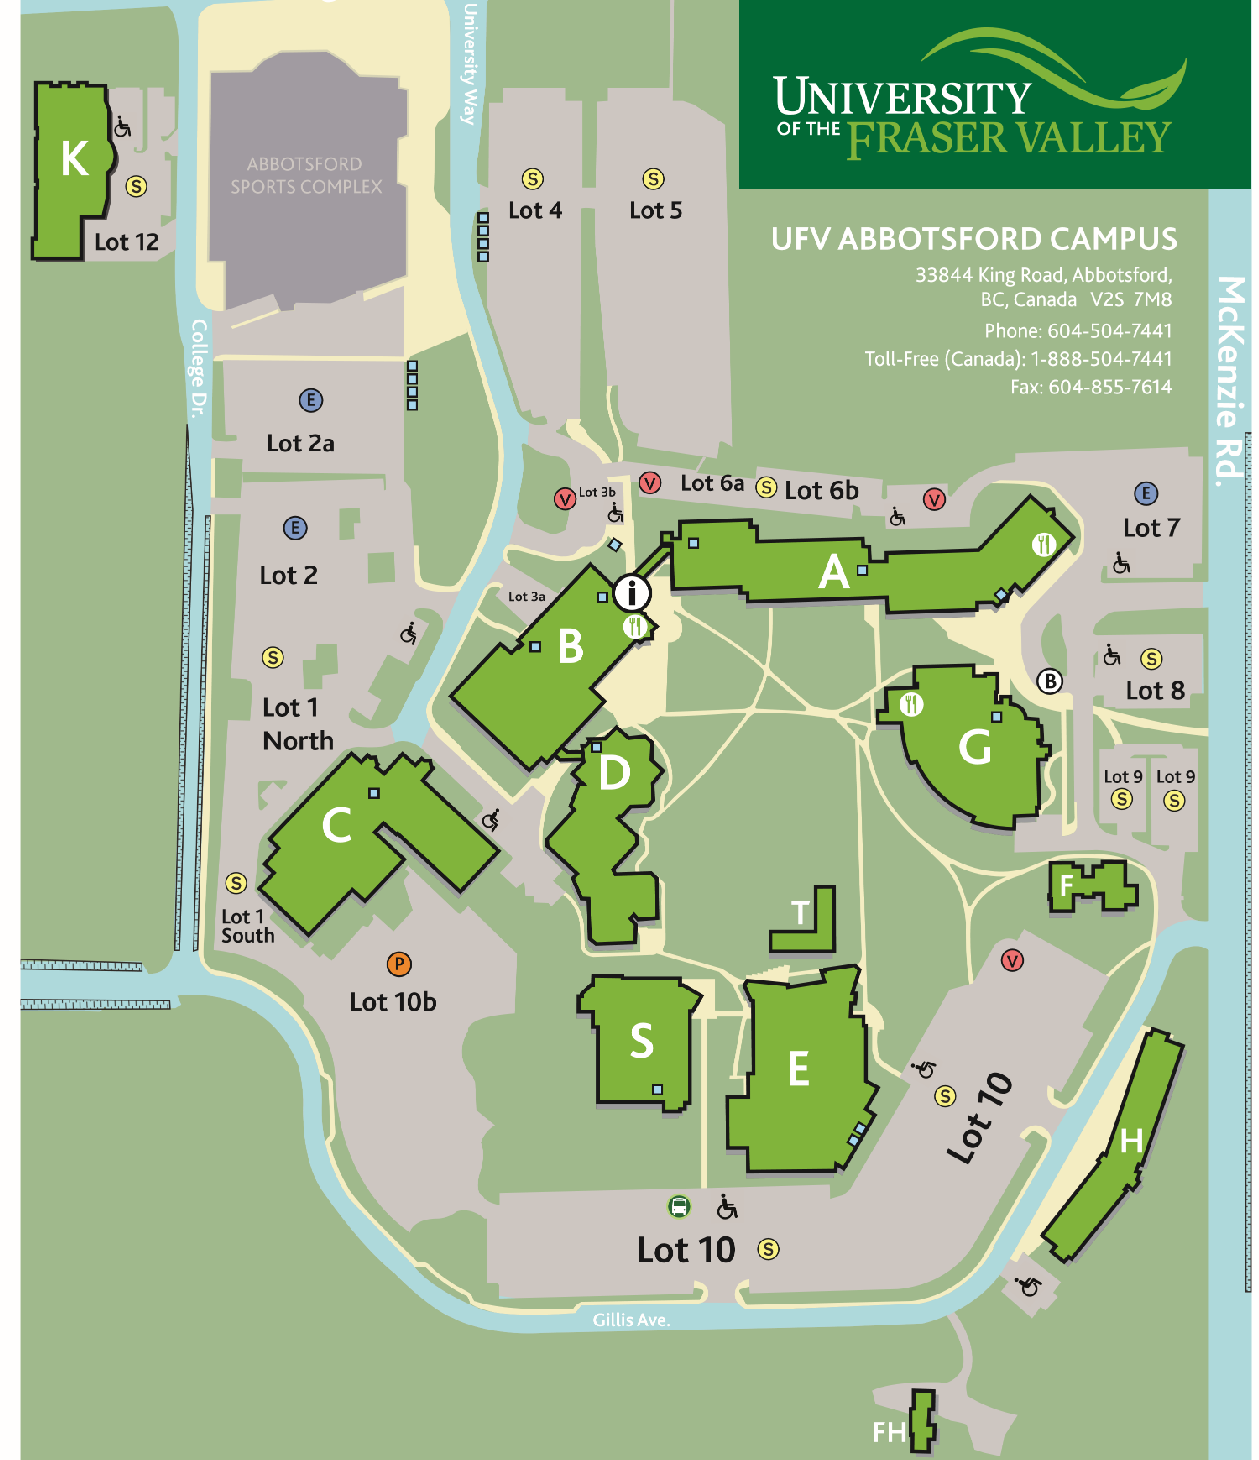 UNIVERSITY
OF THE FRASER VALLEY
UFV ABBOTSFORD CAMPUS
33844 King Road, Abbotsford,
BC, Canada V2S 7M8
Phone: 604-504-7441
Toll-Free (Canada): 1-888-504-7441
Fax: 604-855-7614
University Way
K
S
Lot 12
ABBOTSFORD
SPORTS COMPLEX
S
Lot 4
S
Lot 5
McKenzie Rd.
College Dr.
E
Lot 2a
E
Lot 2
V
Lot 3b
V
Lot 6a
S
Lot 6b
V
E
Lot 7
A
i
Lot 3a
B
S
Lot 1
North
B
S
Lot 8
G
D
Lot 9
S
Lot 9
S
C
S
Lot 1
South
F
T
P
Lot 10b
V
S
E
S
Lot 10
H
Lot 10
S
Gillis Ave.
FH